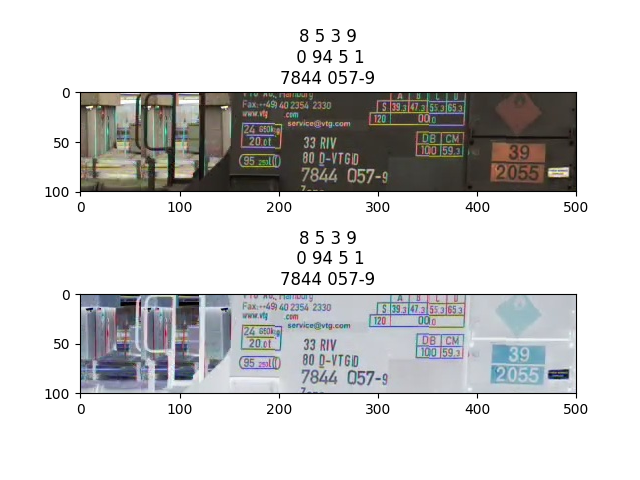 8 5 3 9
0 94 5 1
7844 057-9
0
50
100
Fax:++49) 40 2354 2330
www.vtg .com
service@vtg.com
24 650kg
20.0t
33 RIV
80 D-VTGD
7844 057-9
A B C D
S 39.3 47.3 55.3 65.3
120 00.0
DB CM
100 59.3
39
2055
0 100 200 300 400 500
8 5 3 9
0 94 5 1
7844 057-9
0
50
100
Fax:++49) 40 2354 2330
www.vtg .com
service@vtg.com
24 650kg
20.0t
33 RIV
80 D-VTGD
7844 057-9
A B C D
S 39.3 47.3 55.3 65.3
120 00.0
DB CM
100 59.3
39
2055
0 100 200 300 400 500